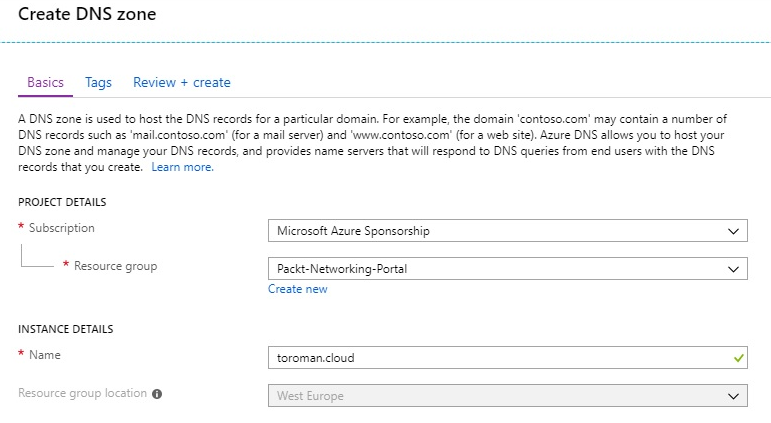 Create DNS zone
Basics Tags Review + create
A DNS zone is used to host the DNS records for a particular domain. For example, the domain 'contoso.com' may contain a number of
DNS records such as 'mail.contoso.com' (for a mail server) and 'www.contoso.com' (for a web site). Azure DNS allows you to host your
DNS zone and manage your DNS records, and provides name servers that will respond to DNS queries from end users with the DNS
records that you create. Learn more.
PROJECT DETAILS
* Subscription Microsoft Azure Sponsorship
* Resource group Packt-Networking-Portal
Create new
INSTANCE DETAILS
* Name toroman.cloud
Resource group location West Europe